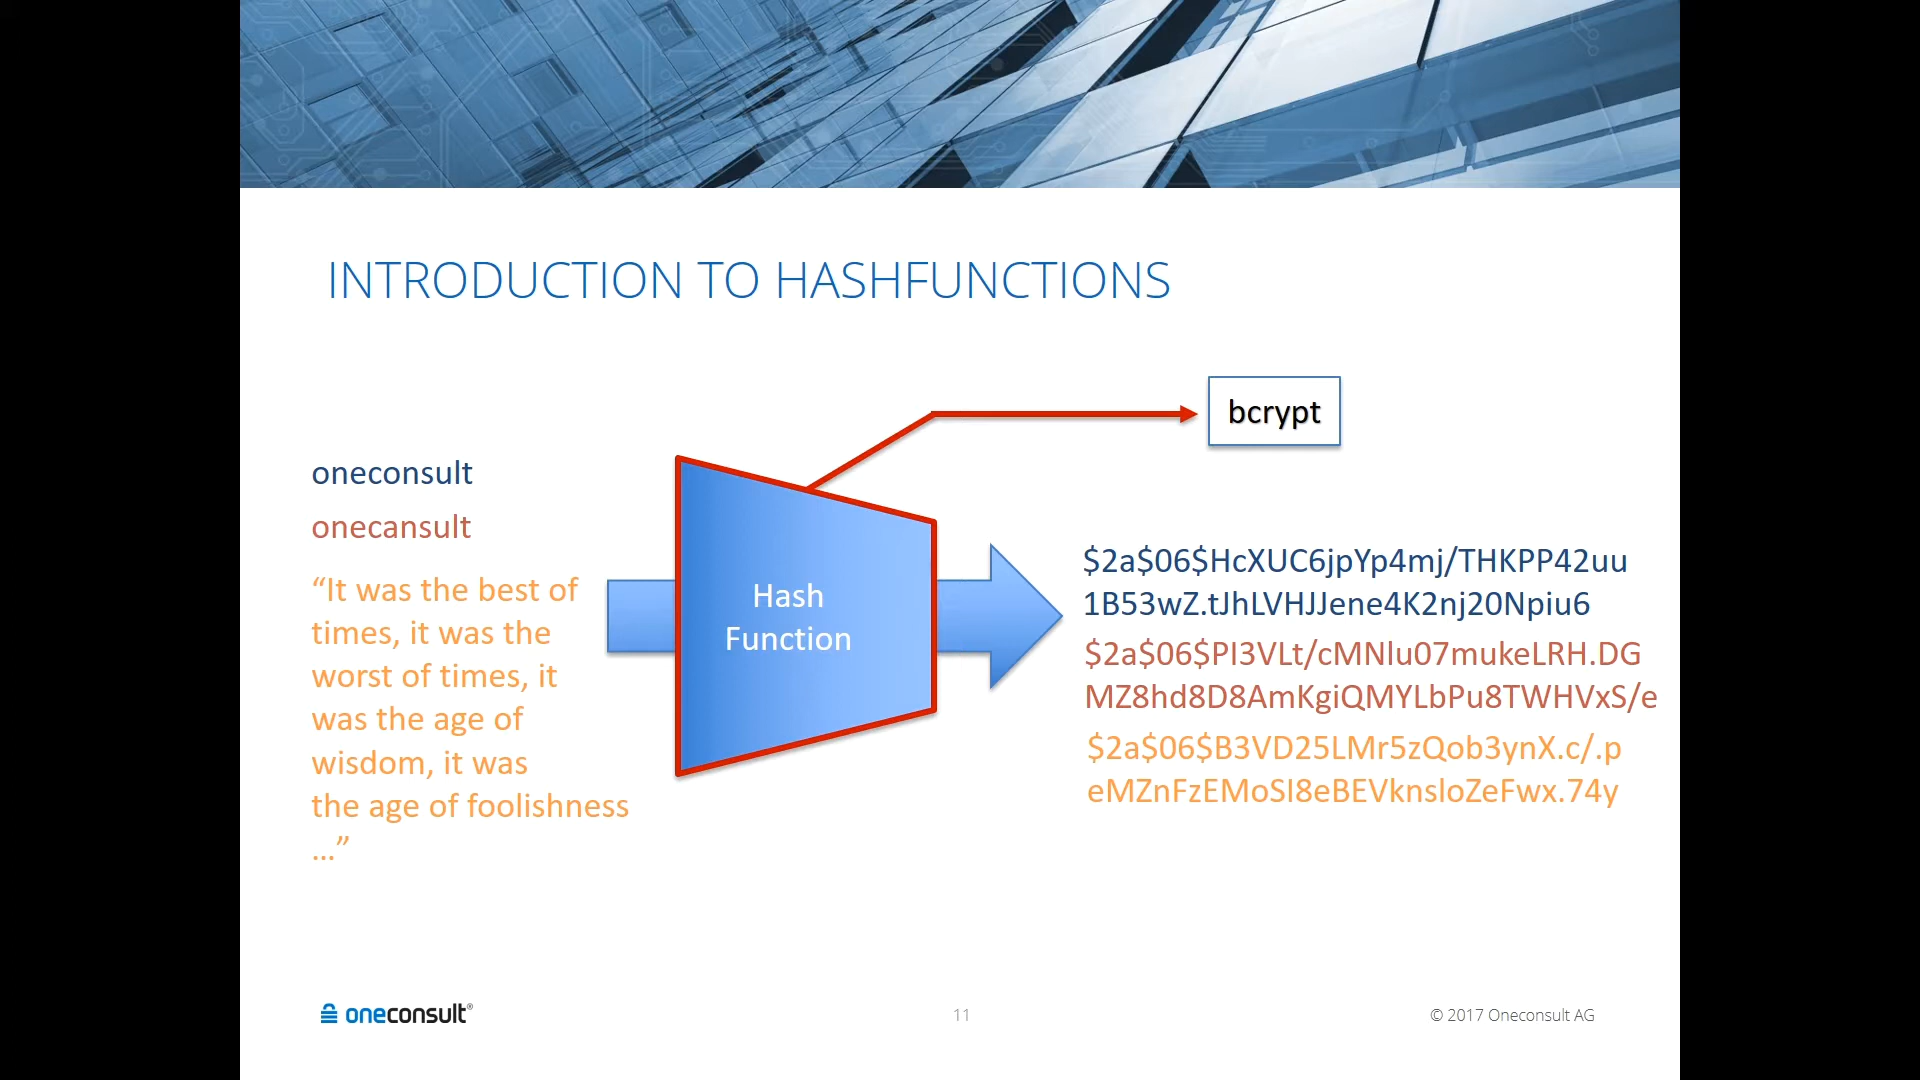 INTRODUCTION TO HASHFUNCTIONS
bcrypt
oneconsult
onecansult
“It was the best of
times, it was the
worst of times, it
was the age of
wisdom, it was
the age of foolishness
…”
Hash
Function
$2a$06$HcXUC6jpYp4mj/THKPP42uu
1B53wZ.tJhLVHJJene4K2nj20Npiu6
$2a$06$PI3VLt/cMNlu07mukeLRH.DG
MZ8hd8D8AmKgiQMYLbPu8TWHVxS/e
$2a$06$B3VD25LMr5zQob3ynX.c/.p
eMZnFzEMoSI8eBEVknsloZeFwx.74y
oneconsult®
11
© 2017 Oneconsult AG